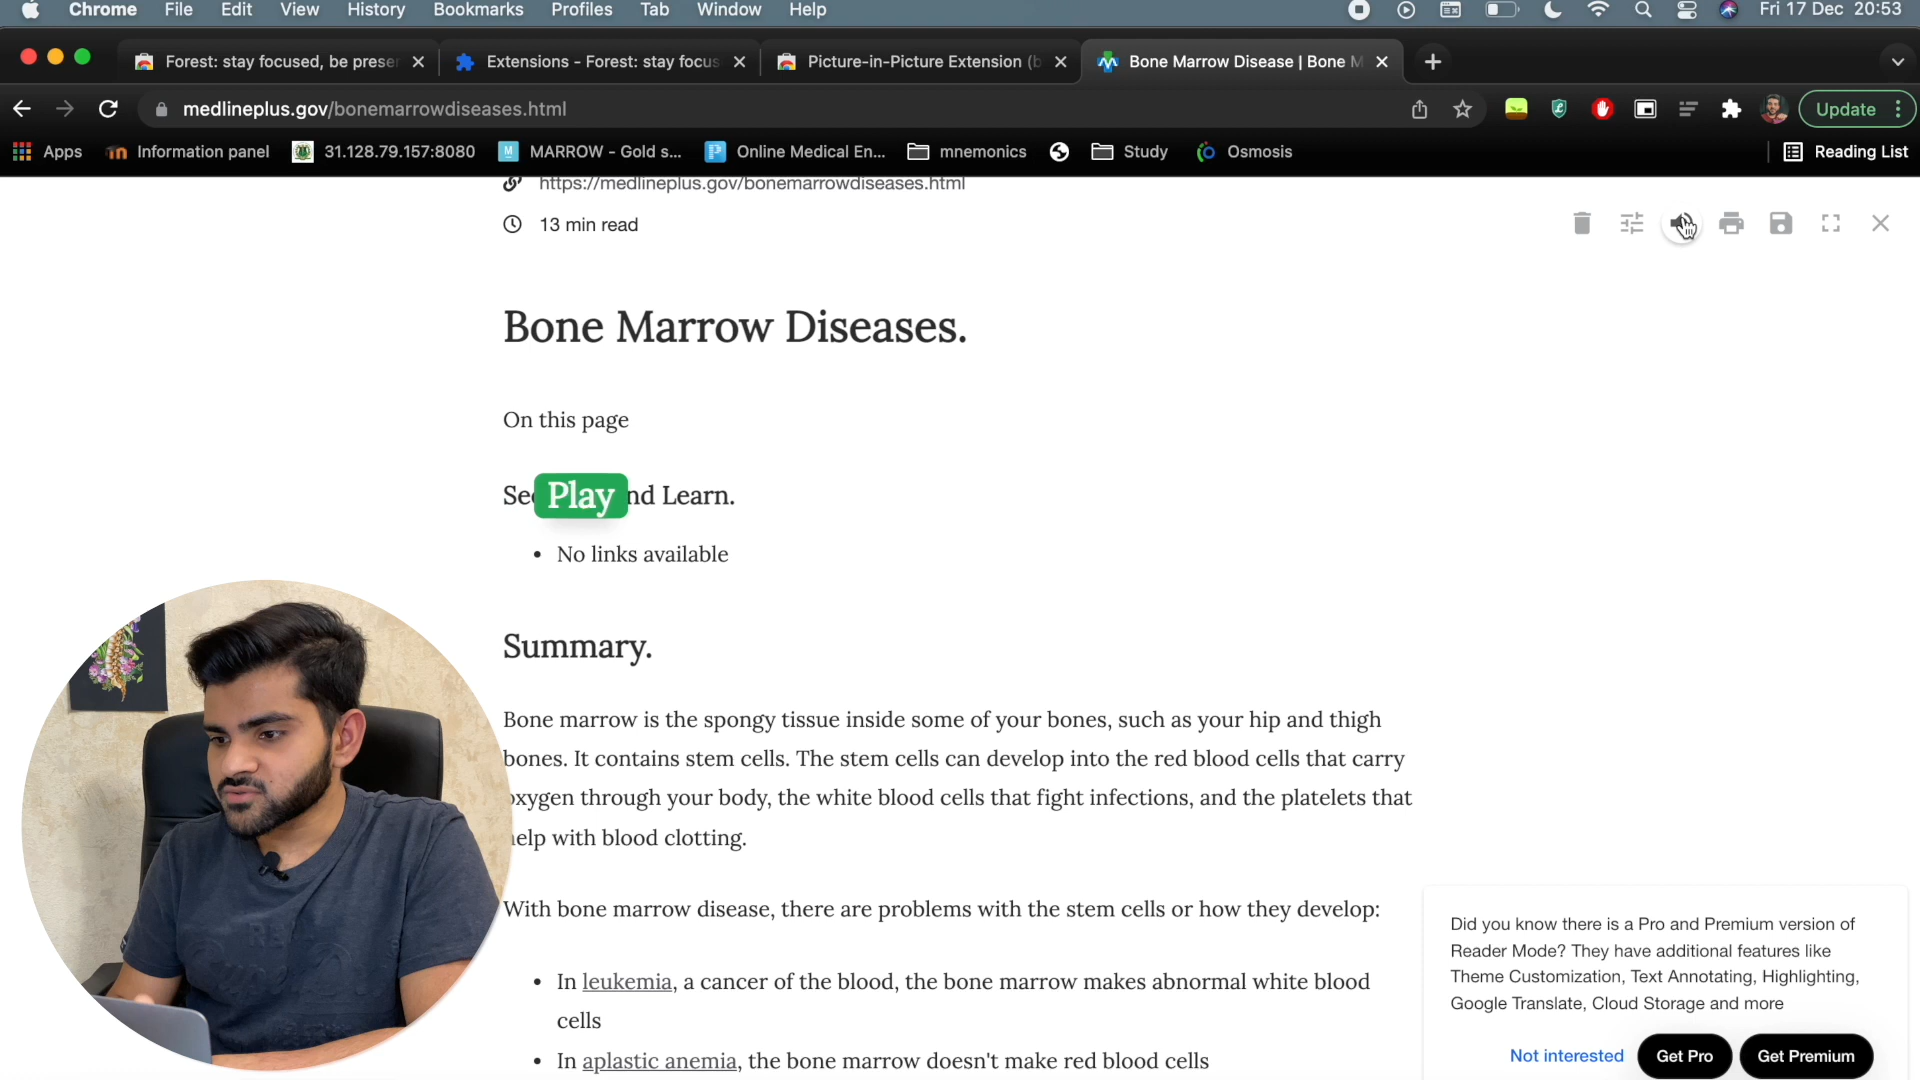 Chrome File Edit View History Bookmarks Profiles Tab Window Help Fri 17 Dec 20:53
Forest: stay focused, be prese Extensions - Forest: stay focus Picture-in-Picture Extension (b Bone Marrow Disease | Bone M
medlineplus.gov/bonemarrowdiseases.html Update
Apps Information panel 31.128.79.157:8080 MARROW - Gold s... Online Medical En... mnemonics Study Osmosis Reading List
https://medlineplus.gov/bonemarrowdiseases.html
13 min read
Bone Marrow Diseases.
On this page
See Play nd Learn.
No links available
Summary.
Bone marrow is the spongy tissue inside some of your bones, such as your hip and thigh
bones. It contains stem cells. The stem cells can develop into the red blood cells that carry
oxygen through your body, the white blood cells that fight infections, and the platelets that
help with blood clotting.
With bone marrow disease, there are problems with the stem cells or how they develop:
• In leukemia, a cancer of the blood, the bone marrow makes abnormal white blood
cells
• In aplastic anemia, the bone marrow doesn't make red blood cells
Did you know there is a Pro and Premium version of
Reader Mode? They have additional features like
Theme Customization, Text Annotating, Highlighting,
Google Translate, Cloud Storage and more
Not interested Get Pro Get Premium